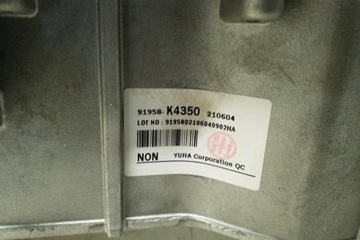 91958- K4350 210604
LOT NO : 9195802106040902HA
NON YURA Corporation QC